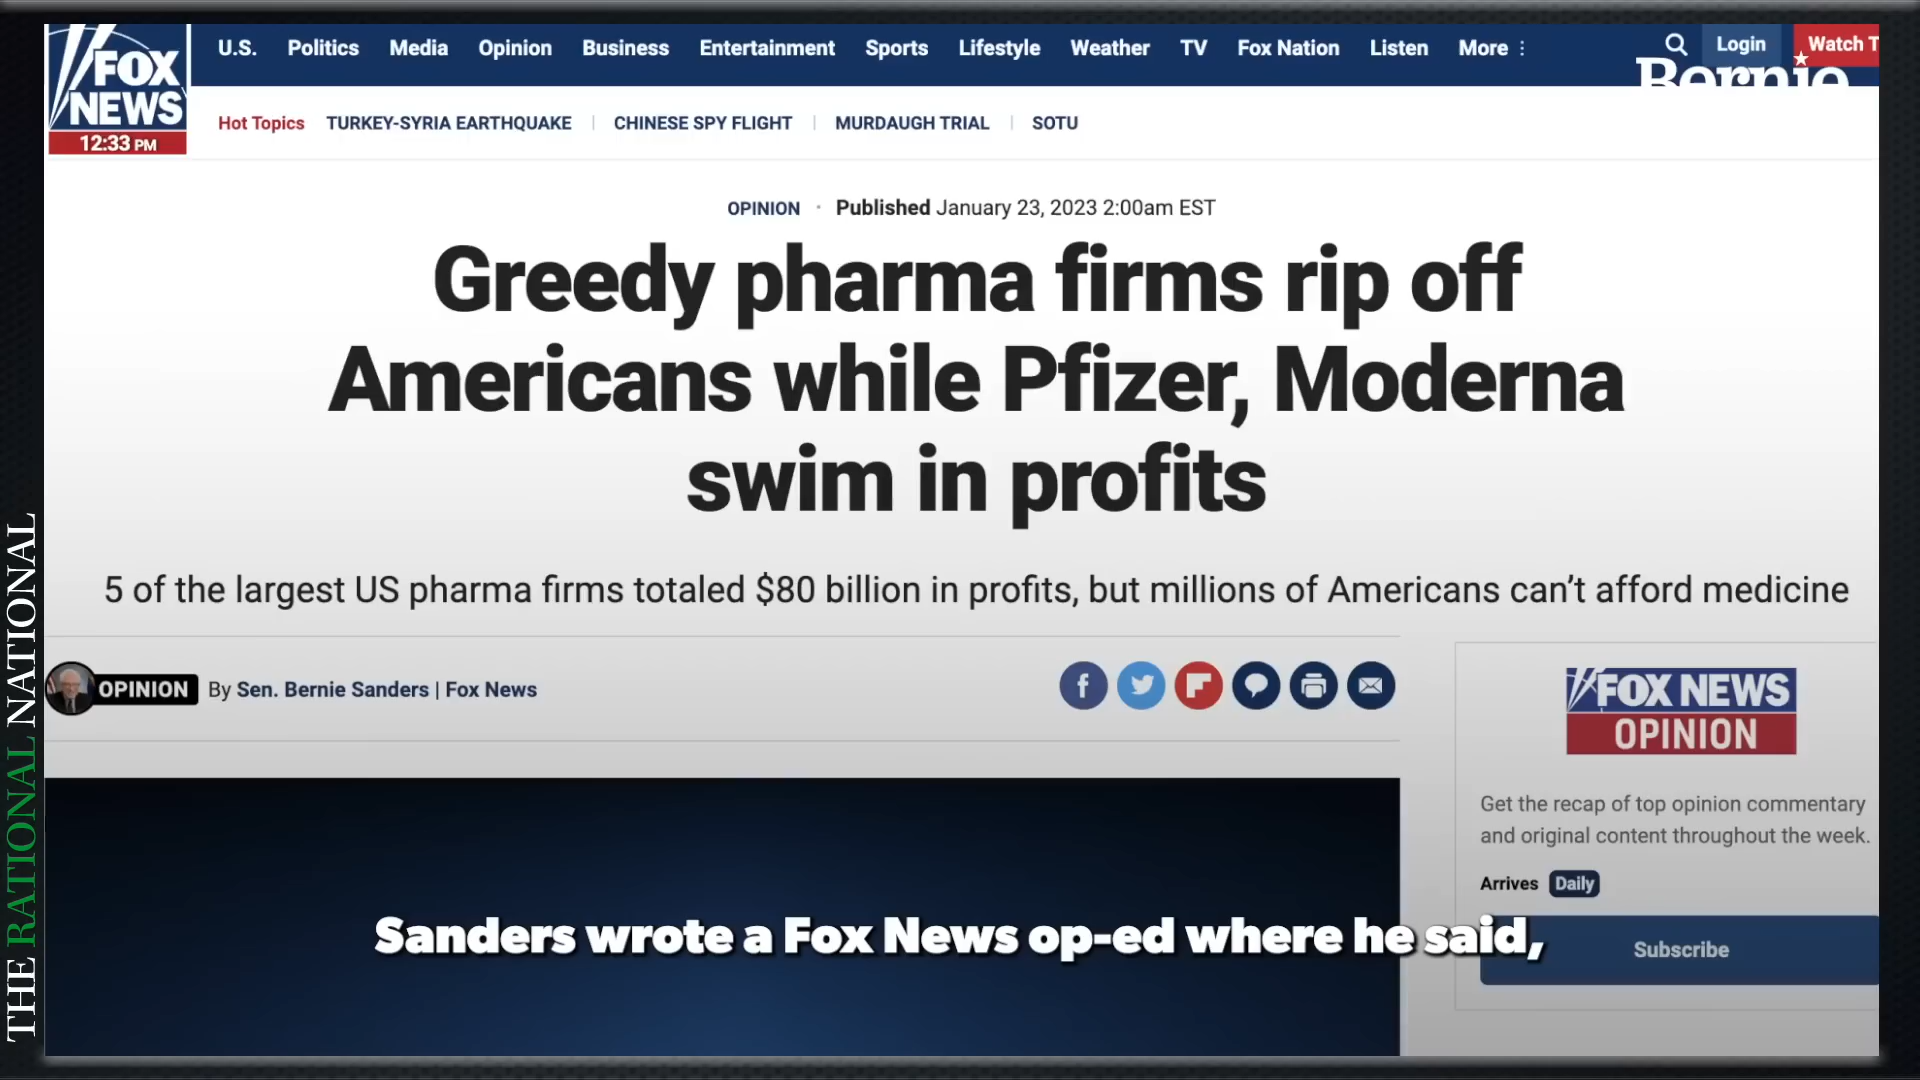 FOX
NEWS
12:33 PM
U.S. Politics Media Opinion Business Entertainment Sports Lifestyle Weather TV Fox Nation Listen More
Login
Watch T
Bernie
Hot Topics TURKEY-SYRIA EARTHQUAKE CHINESE SPY FLIGHT MURDAUGH TRIAL SOTU
OPINION · Published January 23, 2023 2:00am EST
Greedy pharma firms rip off
Americans while Pfizer, Moderna
swim in profits
5 of the largest US pharma firms totaled $80 billion in profits, but millions of Americans can't afford medicine
OPINION By Sen. Bernie Sanders | Fox News
FOX NEWS
OPINION
Get the recap of top opinion commentary
and original content throughout the week.
Arrives Daily
Subscribe
Sanders wrote a Fox News op-ed where he said,
THE RATIONAL NATIONAL